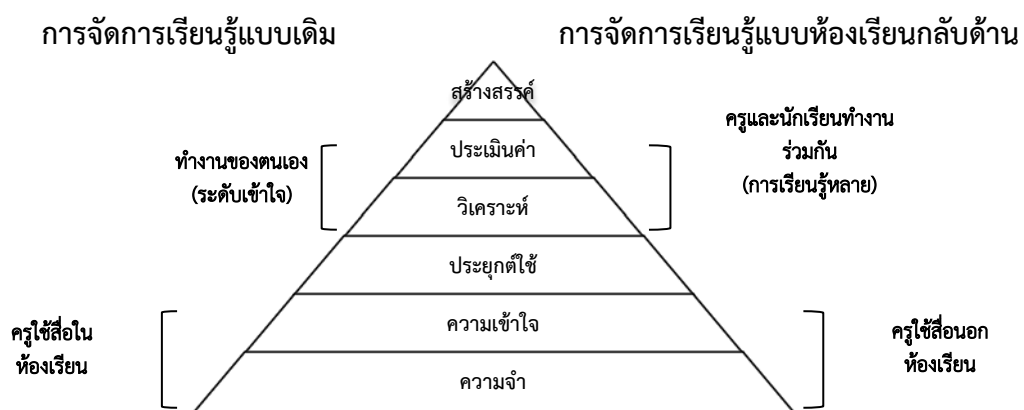 การจัดการเรียนรู้แบบเดิม
การจัดการเรียนรู้แบบห้องเรียนกลับด้าน
สร้างสรรค์
ประเมินค่า
วิเคราะห์
ประยุกต์ใช้
ความเข้าใจ
ความจำ
ทำงานของตนเอง
(ระดับเข้าใจ)
ครูและนักเรียนทำงาน
ร่วมกัน
(การเรียนรู้หลาย)
ครูใช้สื่อใน
ห้องเรียน
ครูใช้สื่อนอก
ห้องเรียน